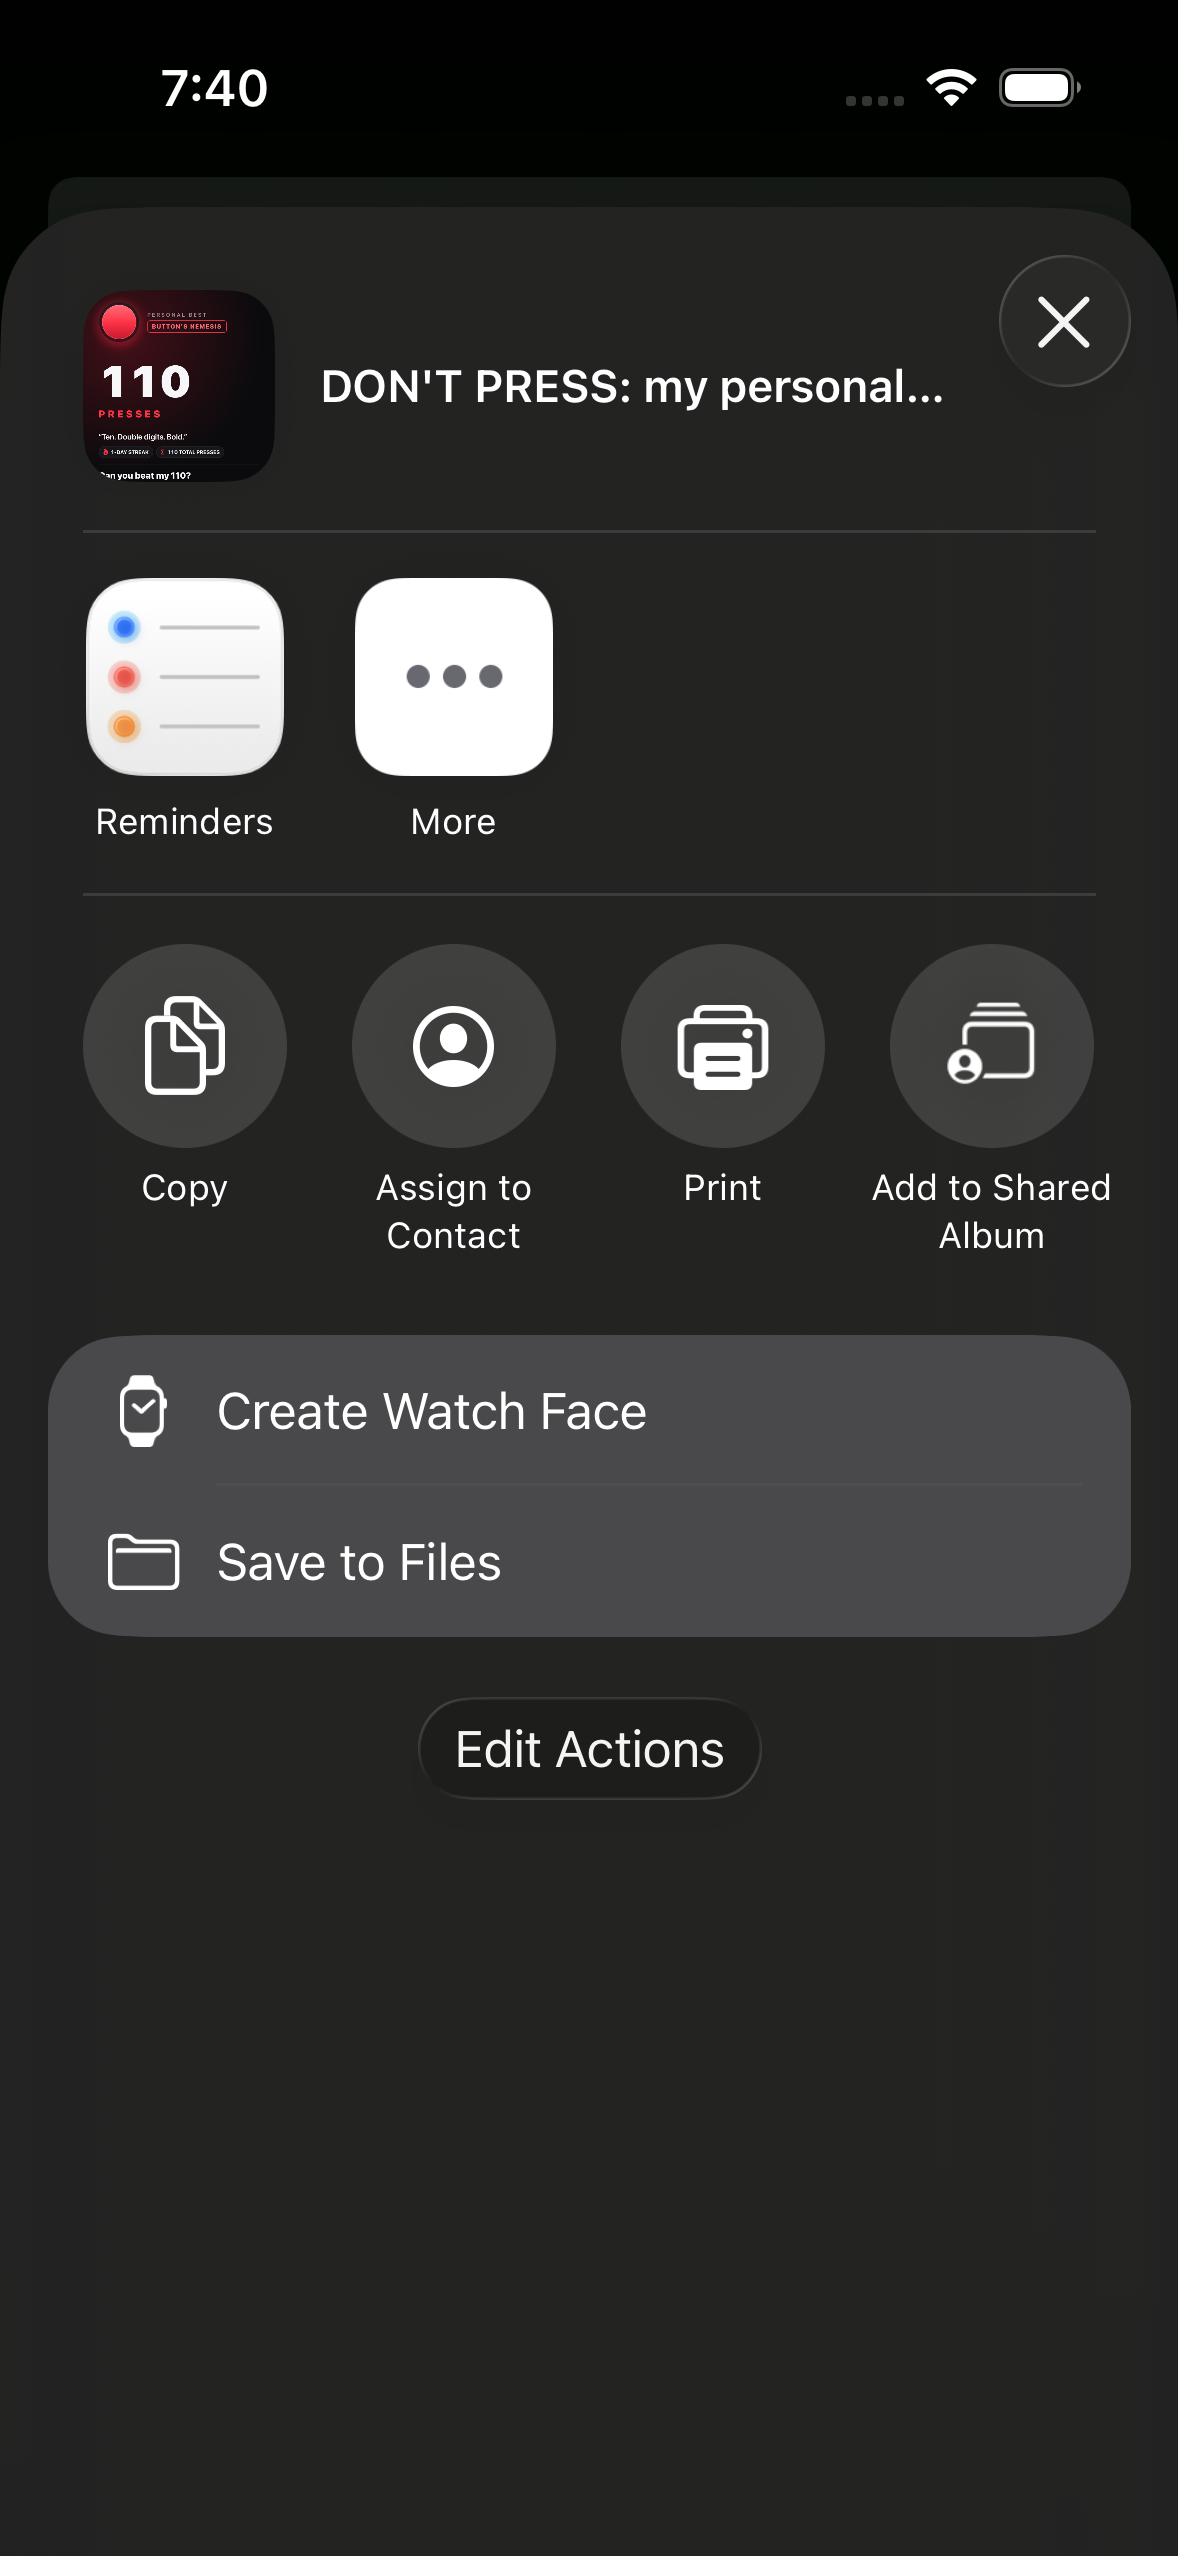 7:40
PERSONAL BEST
BUTTON'S NEMESIS
110
PRESSES
"Ten. Double digits. Bold."
1-DAY STREAK
110 TOTAL PRESSES
Can you beat my 110?
DON'T PRESS: my personal...
Reminders
More
Copy
Assign to
Contact
Print
Add to Shared
Album
Create Watch Face
Save to Files
Edit Actions